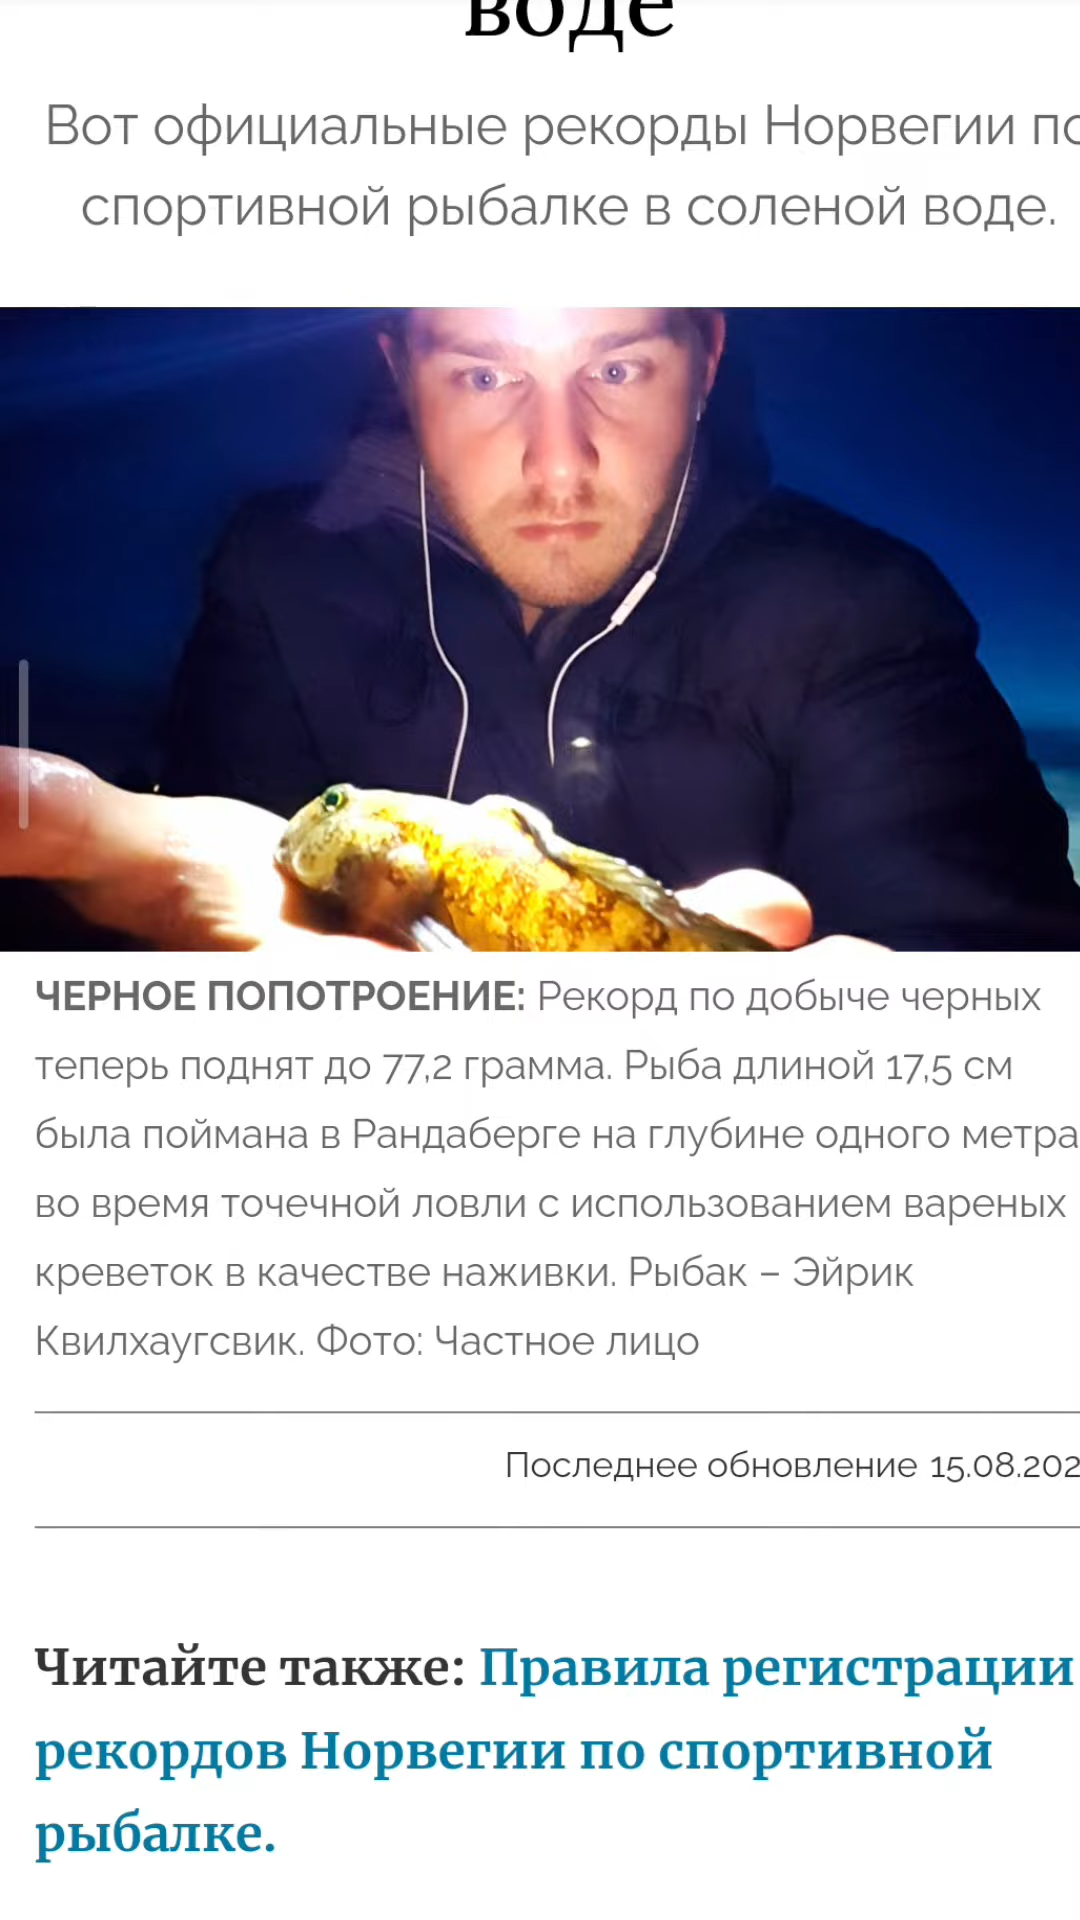 воде
Вот официальные рекорды Норвегии по
спортивной рыбалке в соленой воде.
ЧЕРНОЕ ПОПОТРОЕНИЕ: Рекорд по добыче черных
теперь поднят до 77,2 грамма. Рыба длиной 17,5 см
была поймана в Рандаберге на глубине одного метра
во время точечной ловли с использованием вареных
креветок в качестве наживки. Рыбак – Эйрик
Квилхаугсвик. Фото: Частное лицо
Последнее обновление 15.08.202
Читайте также: Правила регистрации
рекордов Норвегии по спортивной
рыбалке.